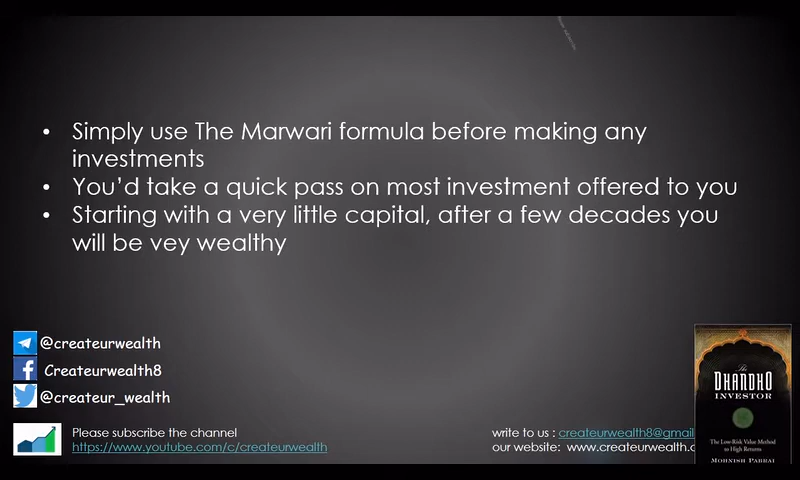 • Simply use The Marwari formula before making any
investments
• You'd take a quick pass on most investment offered to you
• Starting with a very little capital, after a few decades you
will be vey wealthy
@createurwealth
Createurwealth8
@createur_wealth
Please subscribe the channel
https://www.youtube.com/c/createurwealth
write to us : createurwealth8@gmail
our website: www.createurwealth.c
The
DHANDHO
INVESTOR
The Low-Risk Value Method
to High Returns
MOHNISH PABRAI